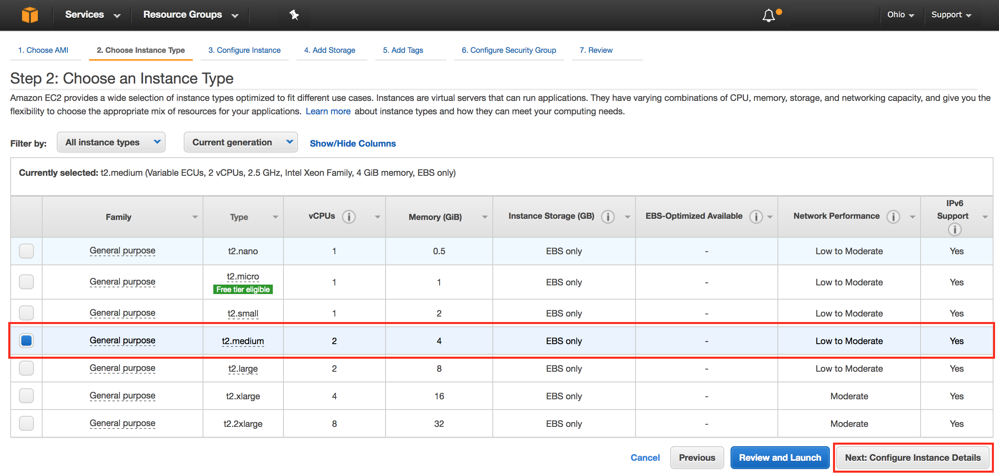 Services
Resource Groups
Ohio
Support
1. Choose AMI
2. Choose Instance Type
3. Configure Instance
4. Add Storage
5. Add Tags
6. Configure Security Group
7. Review
Step 2: Choose an Instance Type
Amazon EC2 provides a wide selection of instance types optimized to fit different use cases. Instances are virtual servers that can run applications. They have varying combinations of CPU, memory, storage, and networking capacity, and give you the
flexibility to choose the appropriate mix of resources for your applications. Learn more about instance types and how they can meet your computing needs.
Filter by: All instance types Current generation Show/Hide Columns
Currently selected: t2.medium (Variable ECUs, 2 vCPUs, 2.5 GHz, Intel Xeon Family, 4 GiB memory, EBS only)
Family Type vCPUs i Memory (GiB) Instance Storage (GB) i EBS-Optimized Available i Network Performance i IPv6 Support i
General purpose t2.nano 1 0.5 EBS only - Low to Moderate Yes
General purpose t2.micro 1 1 EBS only - Low to Moderate Yes
Free tier eligible
General purpose t2.small 1 2 EBS only - Low to Moderate Yes
General purpose t2.medium 2 4 EBS only - Low to Moderate Yes
General purpose t2.large 2 8 EBS only - Low to Moderate Yes
General purpose t2.xlarge 4 16 EBS only - Moderate Yes
General purpose t2.2xlarge 8 32 EBS only - Moderate Yes
Cancel Previous Review and Launch Next: Configure Instance Details